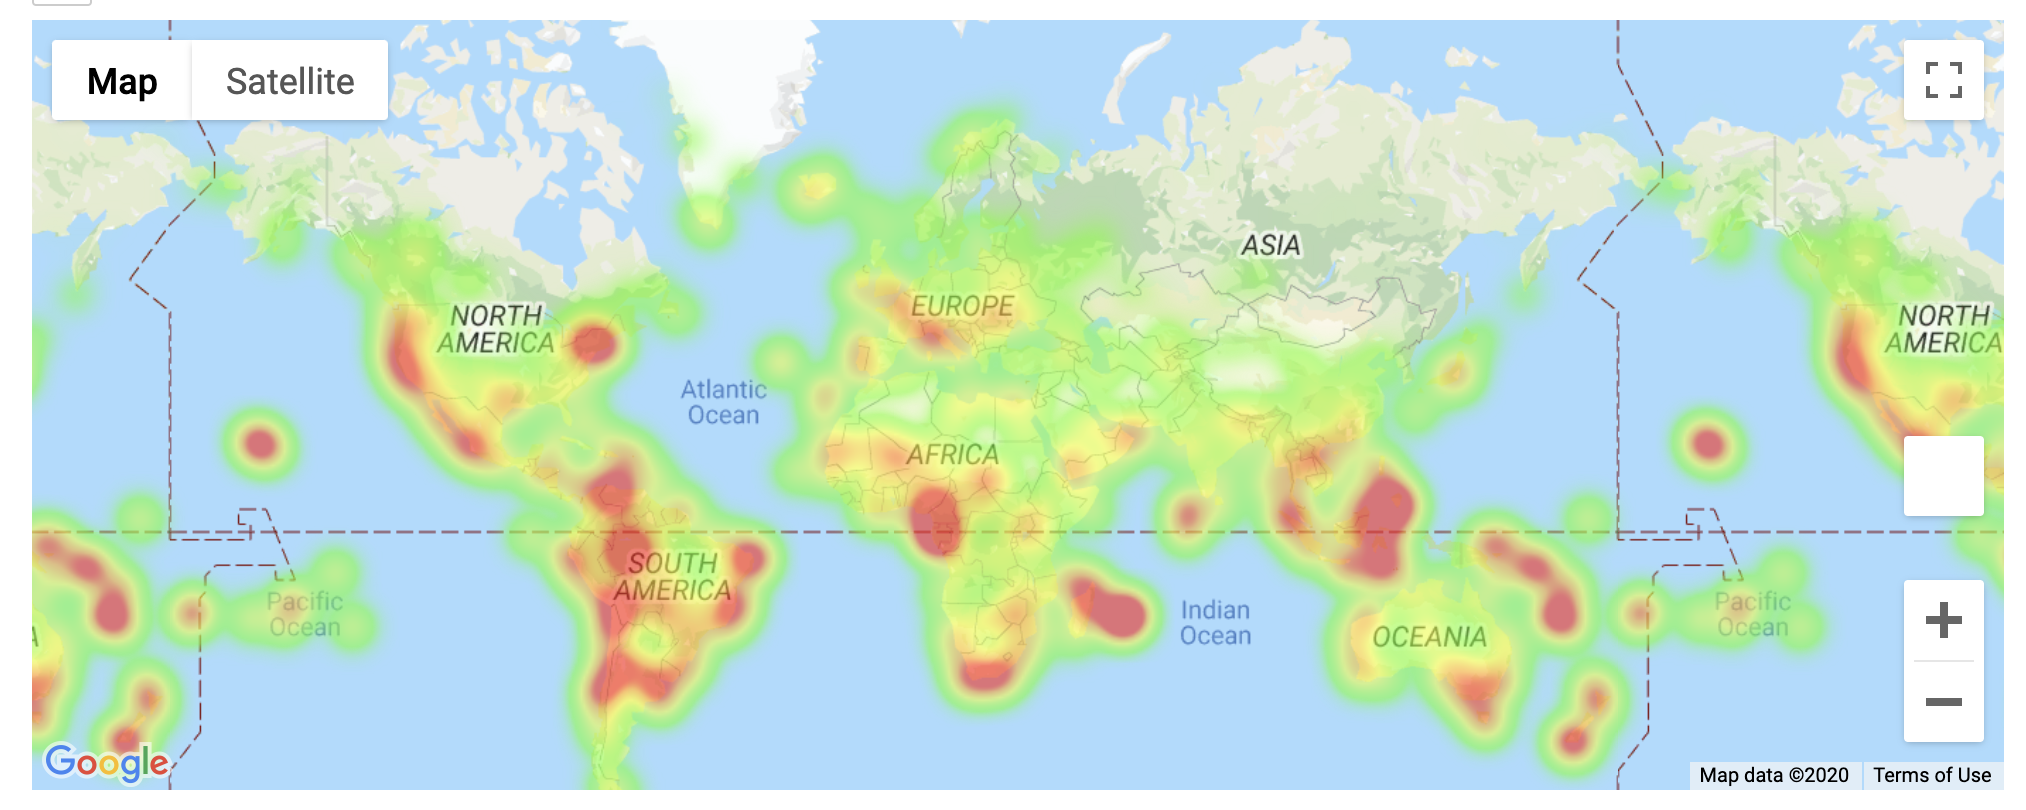 Map
Satellite
ASIA
NORTH
AMERICA
EUROPE
NORTH
AMERICA
Atlantic
Ocean
AFRICA
SOUTH
AMERICA
Pacific
Ocean
Indian
Ocean
OCEANIA
Pacific
Ocean
A
Google
Map data ©2020
Terms of Use